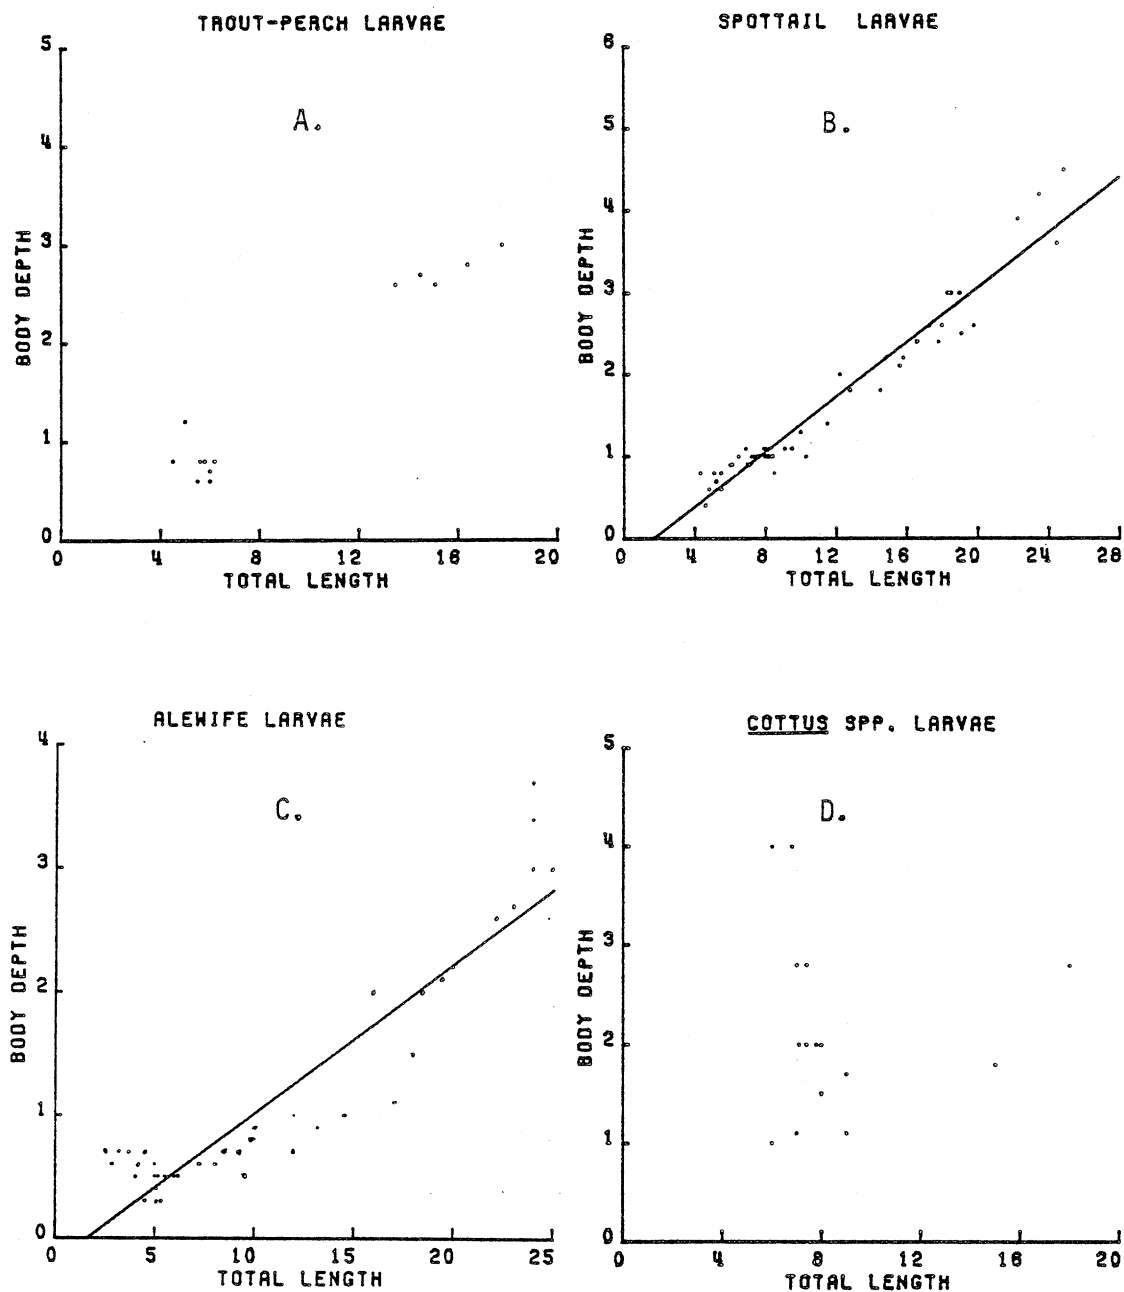 TROUT-PERCH LARVAE
5
4
3
2
1
0
A.
BODY DEPTH
0 4 8 12 16 20
TOTAL LENGTH
SPOTTAIL LARVAE
6
5
4
3
2
1
0
B.
BODY DEPTH
0 4 8 12 16 20 24 28
TOTAL LENGTH
ALEWIFE LARVAE
4
3
2
1
0
C.
BODY DEPTH
0 5 10 15 20 25
TOTAL LENGTH
COTTUS SPP. LARVAE
5
4
3
2
1
0
D.
BODY DEPTH
0 4 8 12 16 20
TOTAL LENGTH